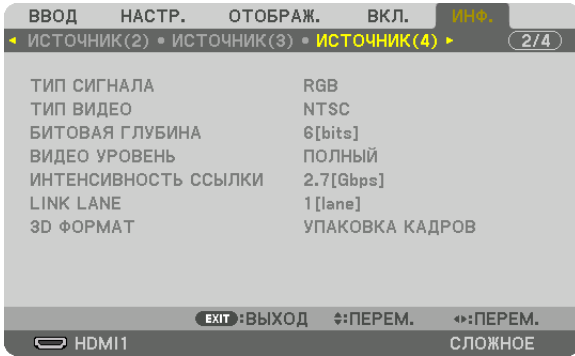 ВВОД НАСТР. ОТОБРАЖ. ВКЛ. ИНФ.
ИСТОЧНИК(2) • ИСТОЧНИК(3) • ИСТОЧНИК(4) 2/4
ТИП СИГНАЛА RGB
ТИП ВИДЕО NTSC
БИТОВАЯ ГЛУБИНА 6[bits]
ВИДЕО УРОВЕНЬ ПОЛНЫЙ
ИНТЕНСИВНОСТЬ ССЫЛКИ 2.7[Gbps]
LINK LANE 1[lane]
3D ФОРМАТ УПАКОВКА КАДРОВ
EXIT:ВЫХОД :ПЕРЕМ. :ПЕРЕМ.
HDMI1 СЛОЖНОЕ